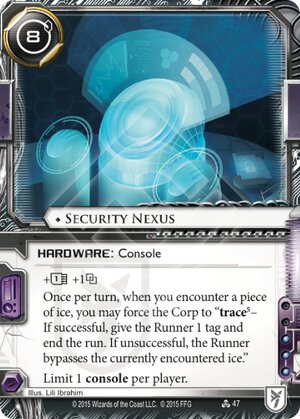 8
SECURITY NEXUS
HARDWARE: Console
+1 +1
Once per turn, when you encounter a piece
of ice, you may force the Corp to “trace⁵–
If successful, give the Runner 1 tag and
end the run. If unsuccessful, the Runner
bypasses the currently encountered ice.”
Limit 1 console per player.
Illus. Lili Ibrahim
© 2015 Wizards of the Coast LLC. © 2015 FFG 47